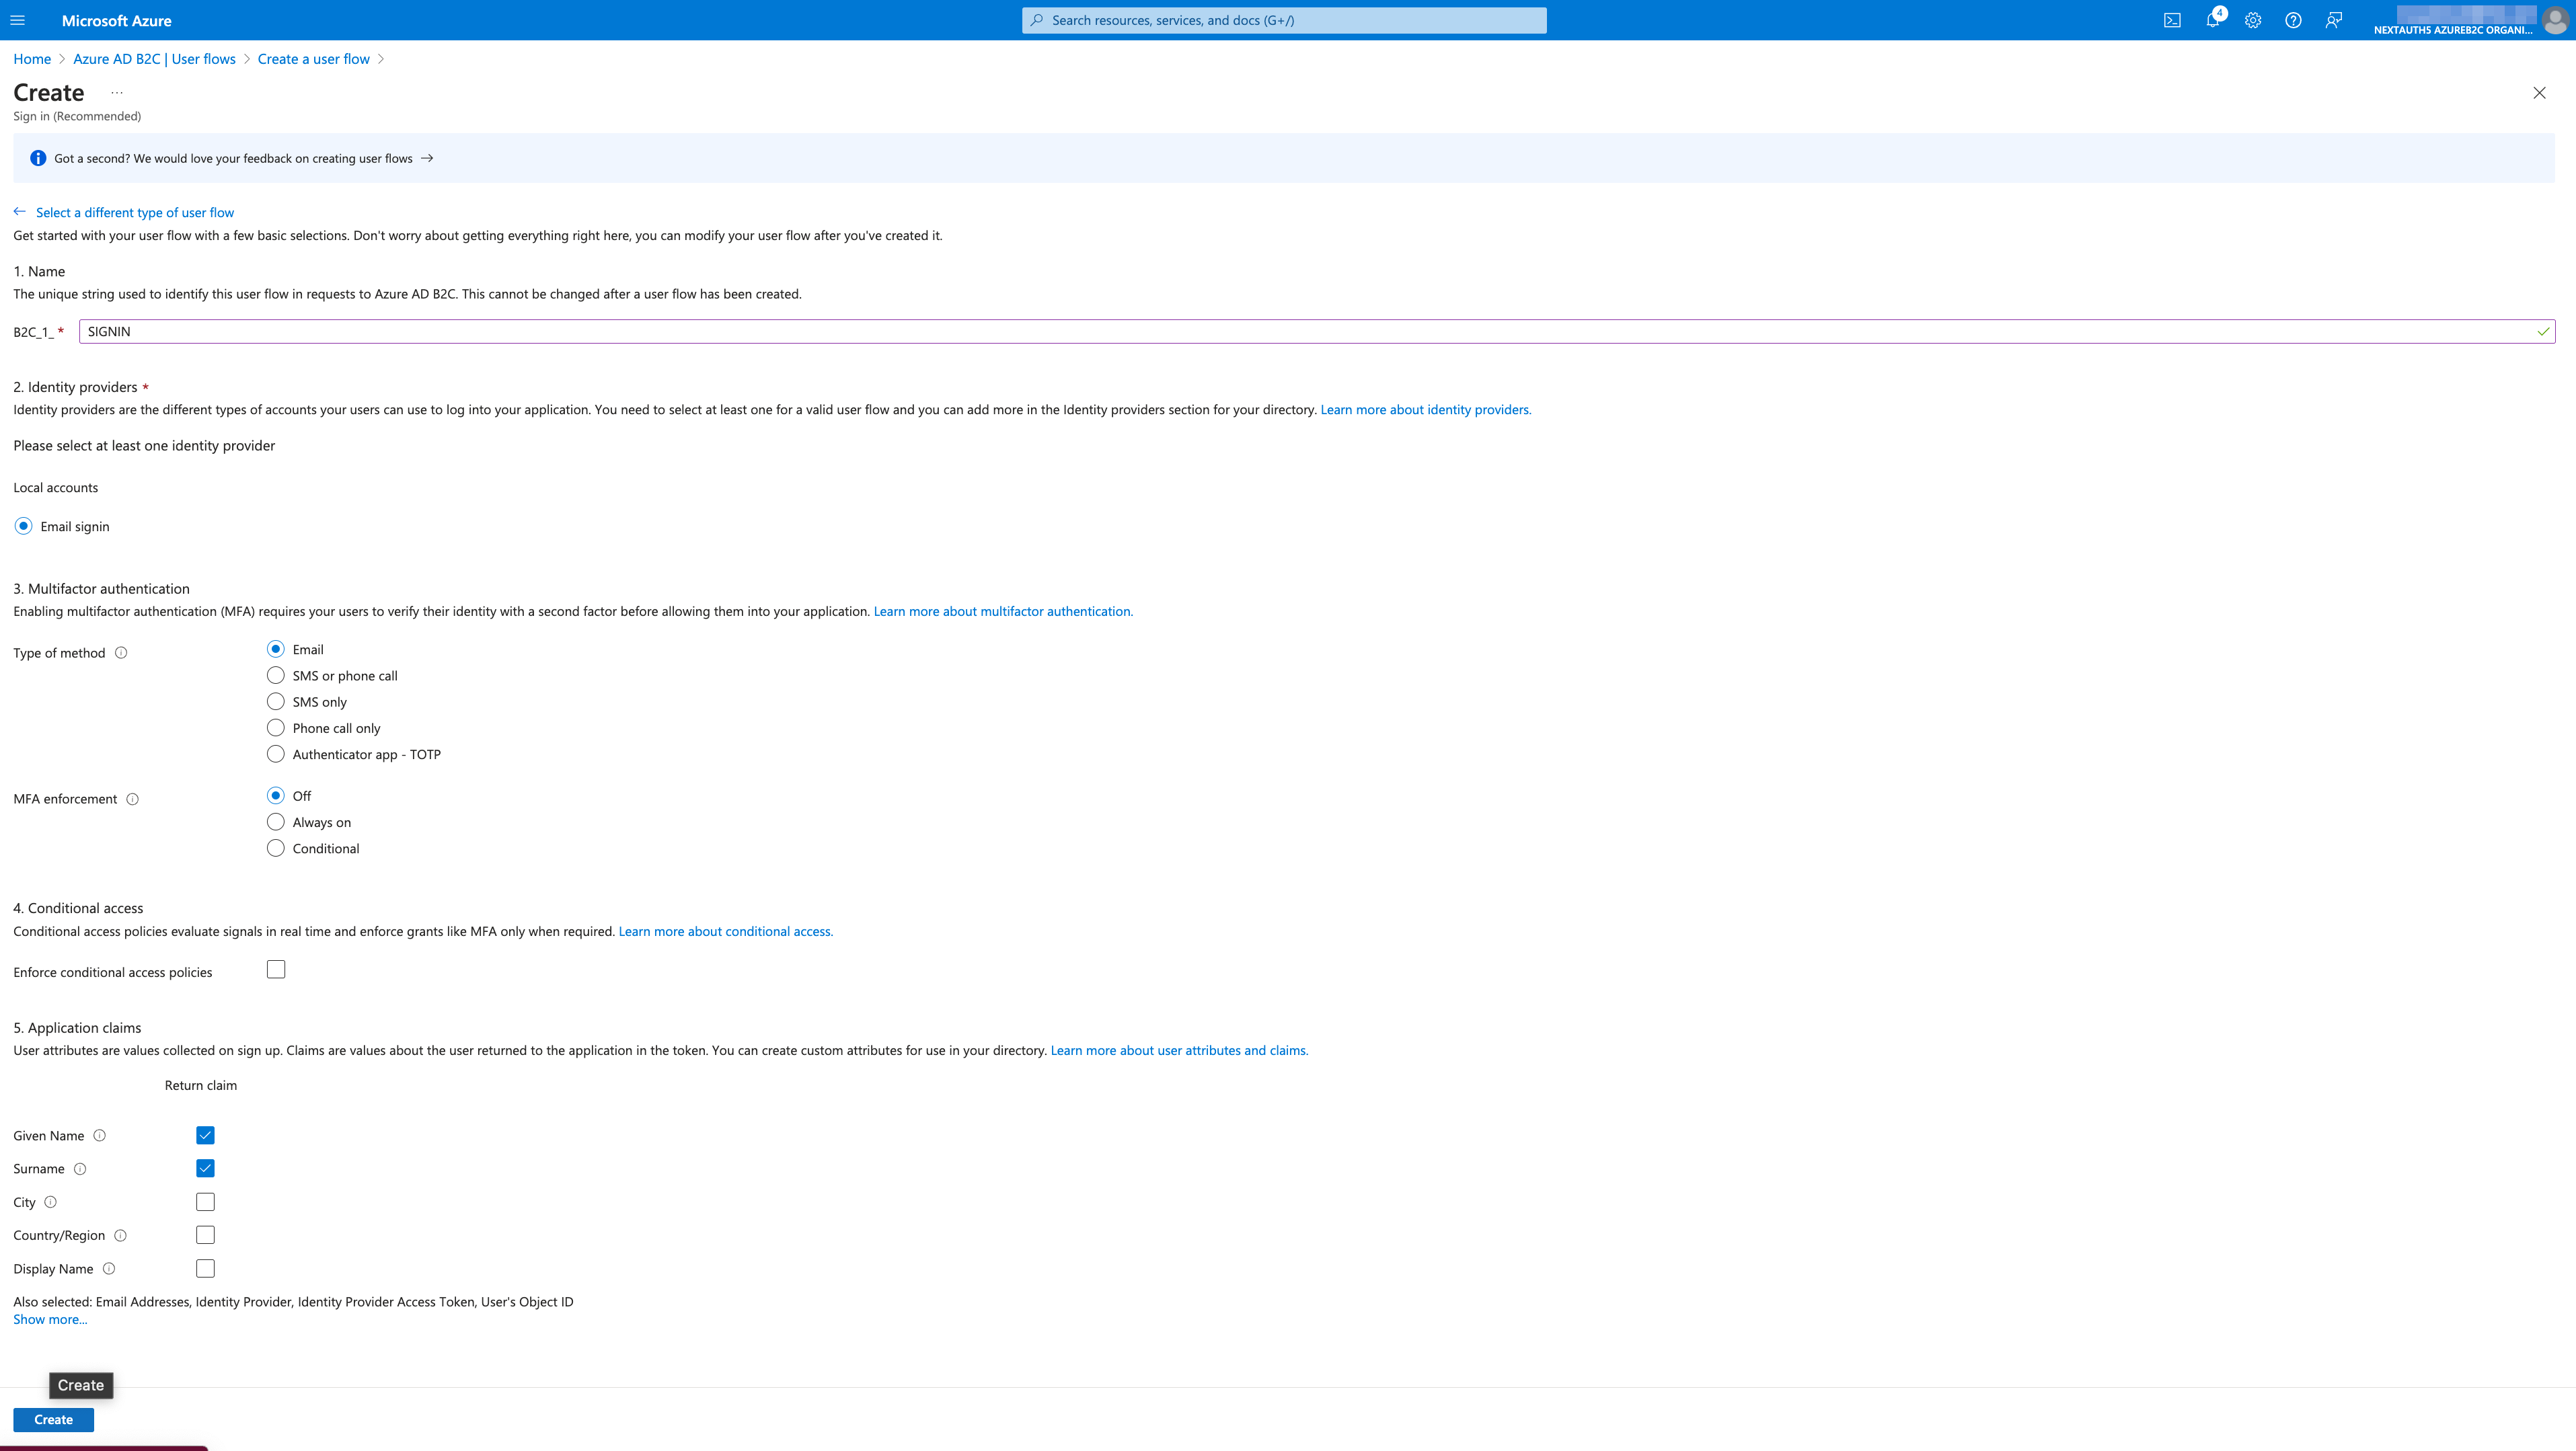 Microsoft Azure
Search resources, services, and docs (G+/)
4
NEXTAUTH5 AZUREB2C ORGANI...
Home > Azure AD B2C | User flows > Create a user flow >
Create ...
Sign in (Recommended)
Got a second? We would love your feedback on creating user flows →
← Select a different type of user flow
Get started with your user flow with a few basic selections. Don't worry about getting everything right here, you can modify your user flow after you've created it.
1. Name
The unique string used to identify this user flow in requests to Azure AD B2C. This cannot be changed after a user flow has been created.
B2C_1_ * SIGNIN
2. Identity providers *
Identity providers are the different types of accounts your users can use to log into your application. You need to select at least one for a valid user flow and you can add more in the Identity providers section for your directory. Learn more about identity providers.
Please select at least one identity provider
Local accounts
Email signin
3. Multifactor authentication
Enabling multifactor authentication (MFA) requires your users to verify their identity with a second factor before allowing them into your application. Learn more about multifactor authentication.
Type of method
Email
SMS or phone call
SMS only
Phone call only
Authenticator app - TOTP
MFA enforcement
Off
Always on
Conditional
4. Conditional access
Conditional access policies evaluate signals in real time and enforce grants like MFA only when required. Learn more about conditional access.
Enforce conditional access policies
5. Application claims
User attributes are values collected on sign up. Claims are values about the user returned to the application in the token. You can create custom attributes for use in your directory. Learn more about user attributes and claims.
Return claim
Given Name
Surname
City
Country/Region
Display Name
Also selected: Email Addresses, Identity Provider, Identity Provider Access Token, User's Object ID
Show more...
Create
Create